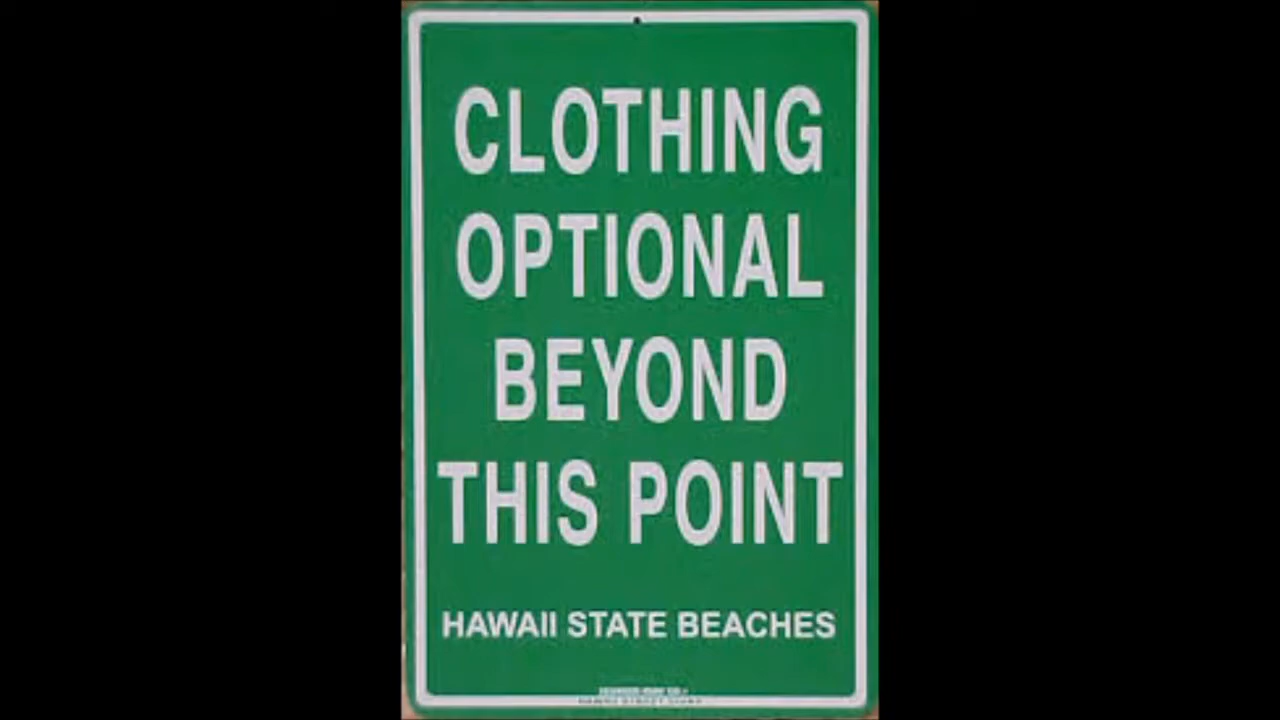 CLOTHING
OPTIONAL
BEYOND
THIS POINT
HAWAII STATE BEACHES